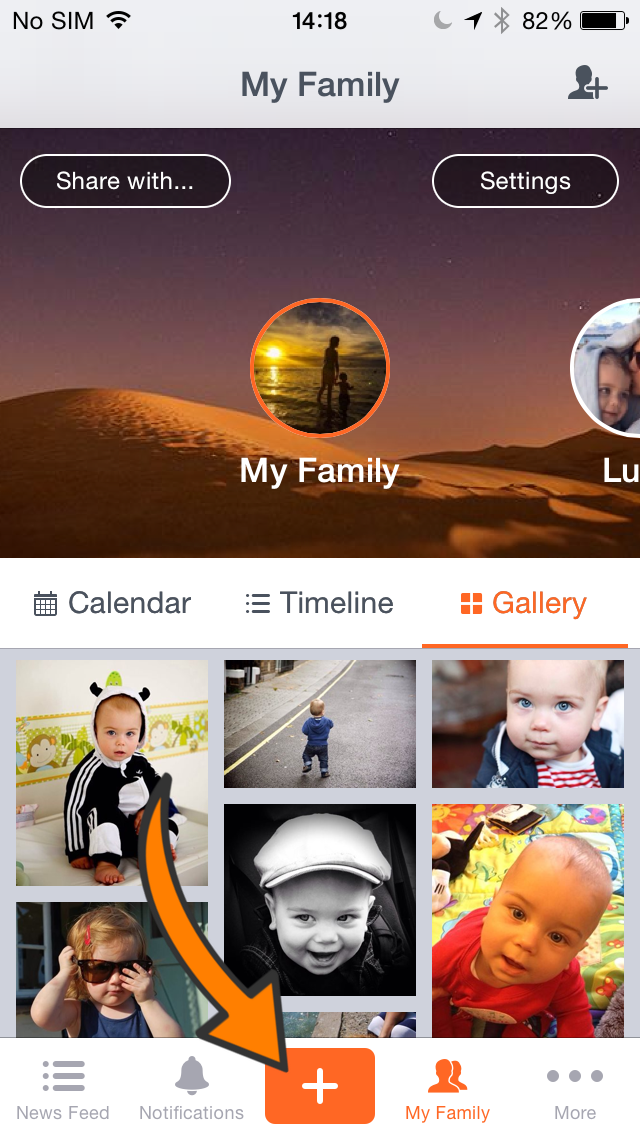 No SIM 14:18 82%
My Family
Share with... Settings
My Family Lu
Calendar Timeline Gallery
News Feed Notifications My Family More